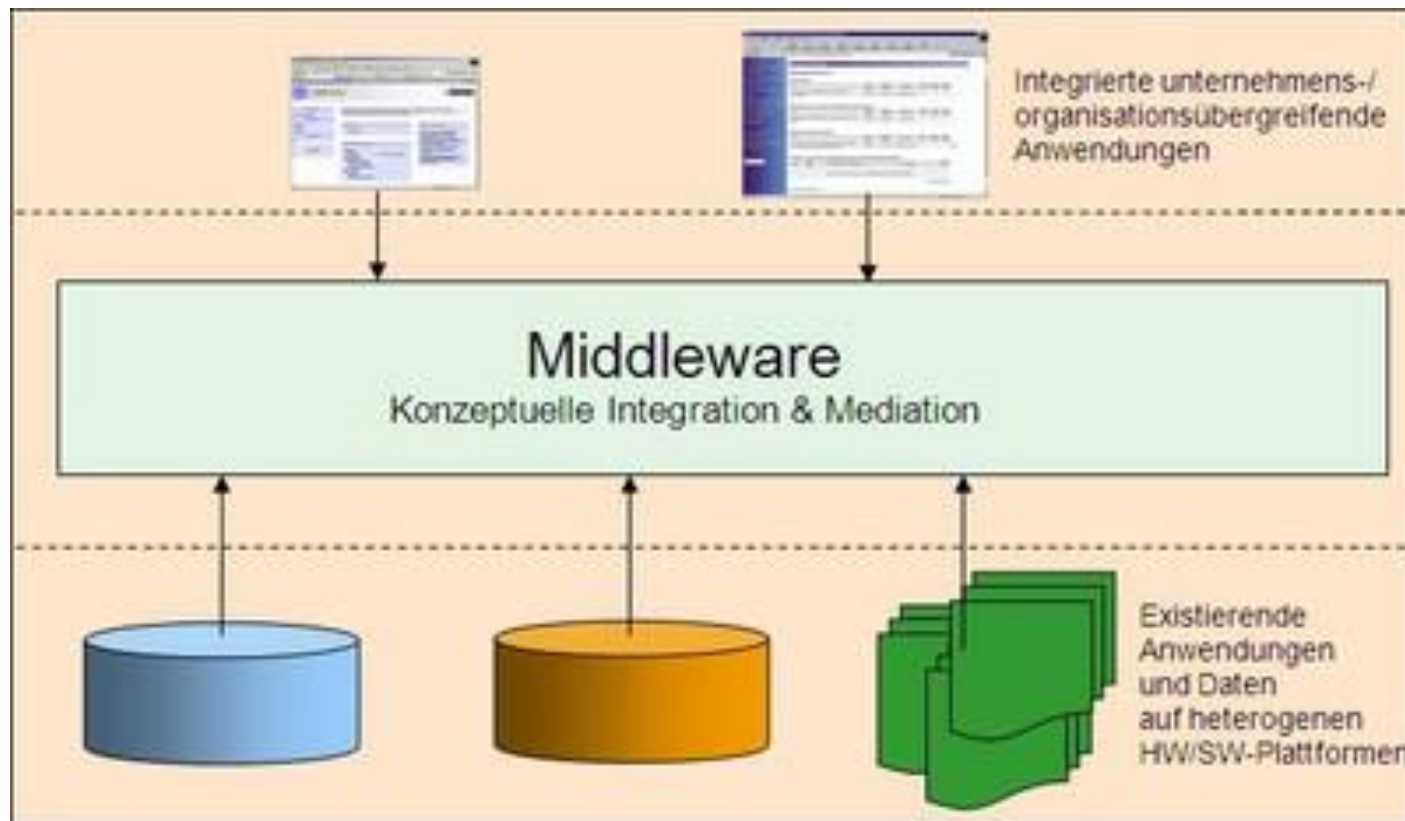 Integrierte unternehmens-/
organisationsübergreifende
Anwendungen
Middleware
Konzeptuelle Integration & Mediation
Existierende
Anwendungen
und Daten
auf heterogenen
HW/SW-Plattformen